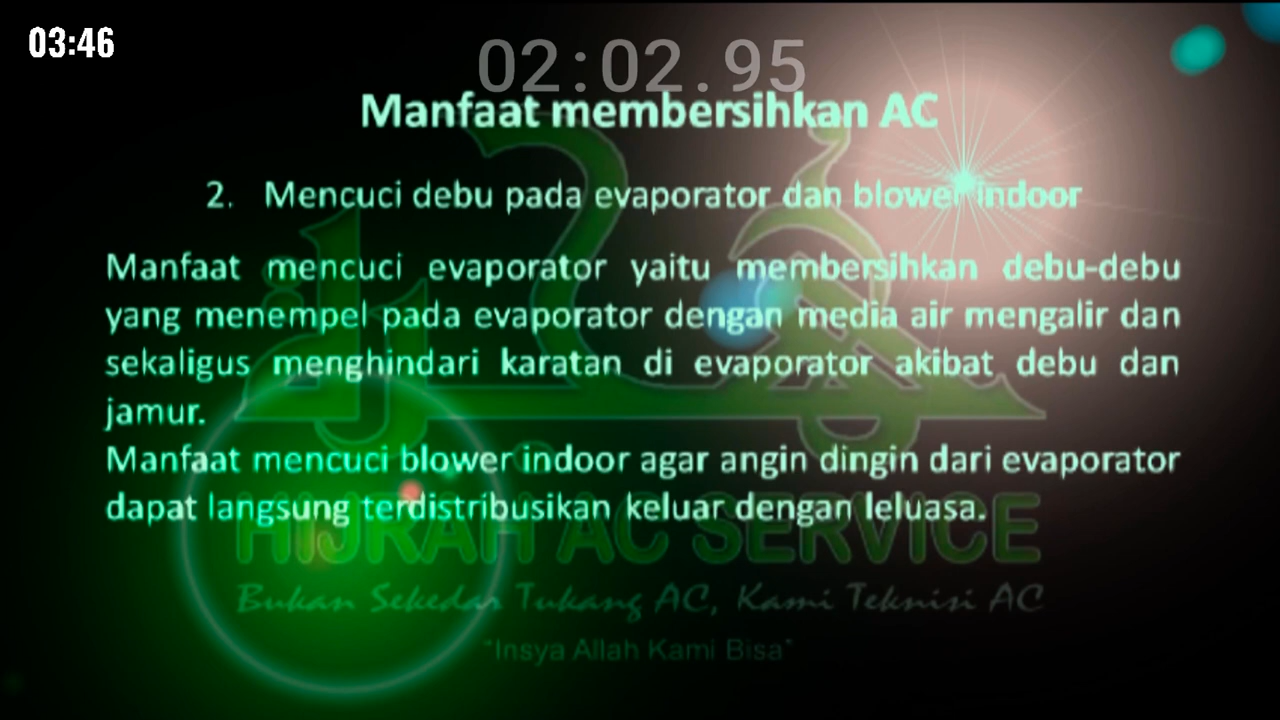 03:46
02:02.95
Manfaat membersihkan AC
2. Mencuci debu pada evaporator dan blower indoor
Manfaat mencuci evaporator yaitu membersihkan debu-debu
yang menempel pada evaporator dengan media air mengalir dan
sekaligus menghindari karatan di evaporator akibat debu dan
jamur.
Manfaat mencuci blower indoor agar angin dingin dari evaporator
dapat langsung terdistribusikan keluar dengan leluasa.
HIJRAH AC SERVICE
Bukan Sekedar Tukang AC, Kami Teknisi AC
"Insya Allah Kami Bisa"